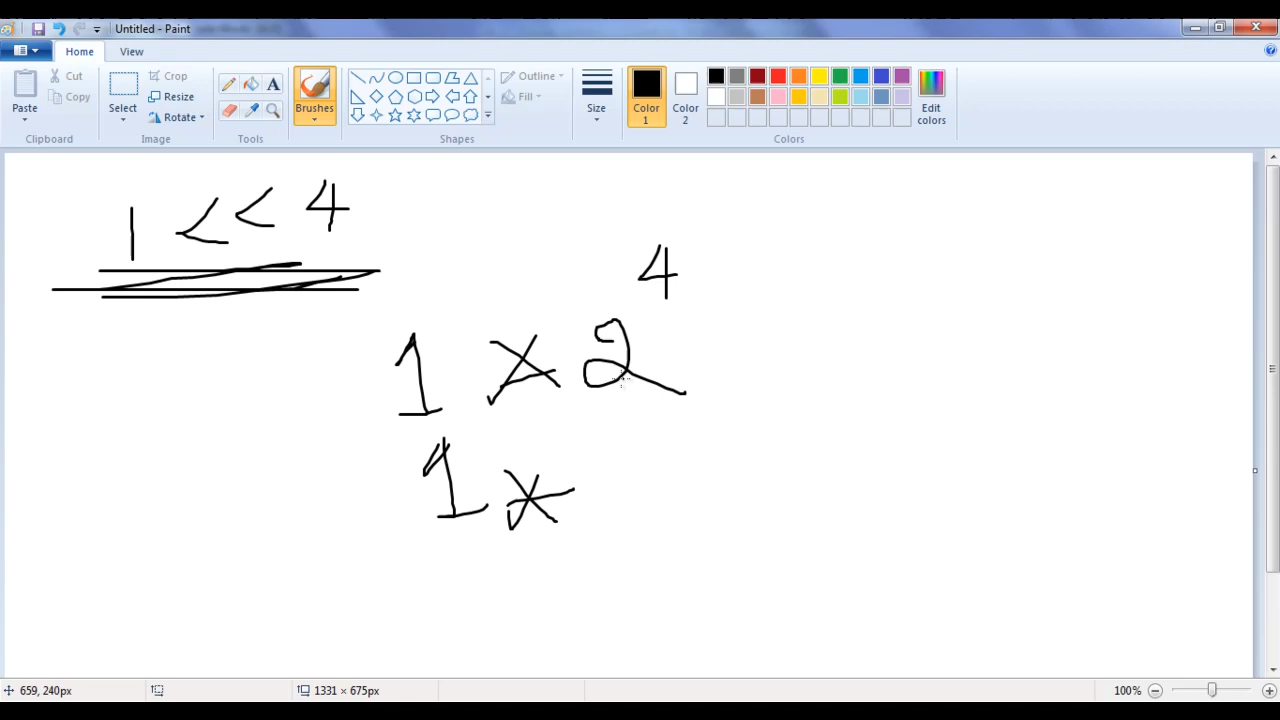 Untitled - Paint
Home View
Paste
Cut
Copy
Clipboard
Select
Crop
Resize
Rotate
Image
A
Tools
Brushes
Outline
Fill
Shapes
Size
Color 1
Color 2
Edit colors
Colors
1 << 4
4
1 * 2
1 *
659, 240px
1331 × 675px
100%